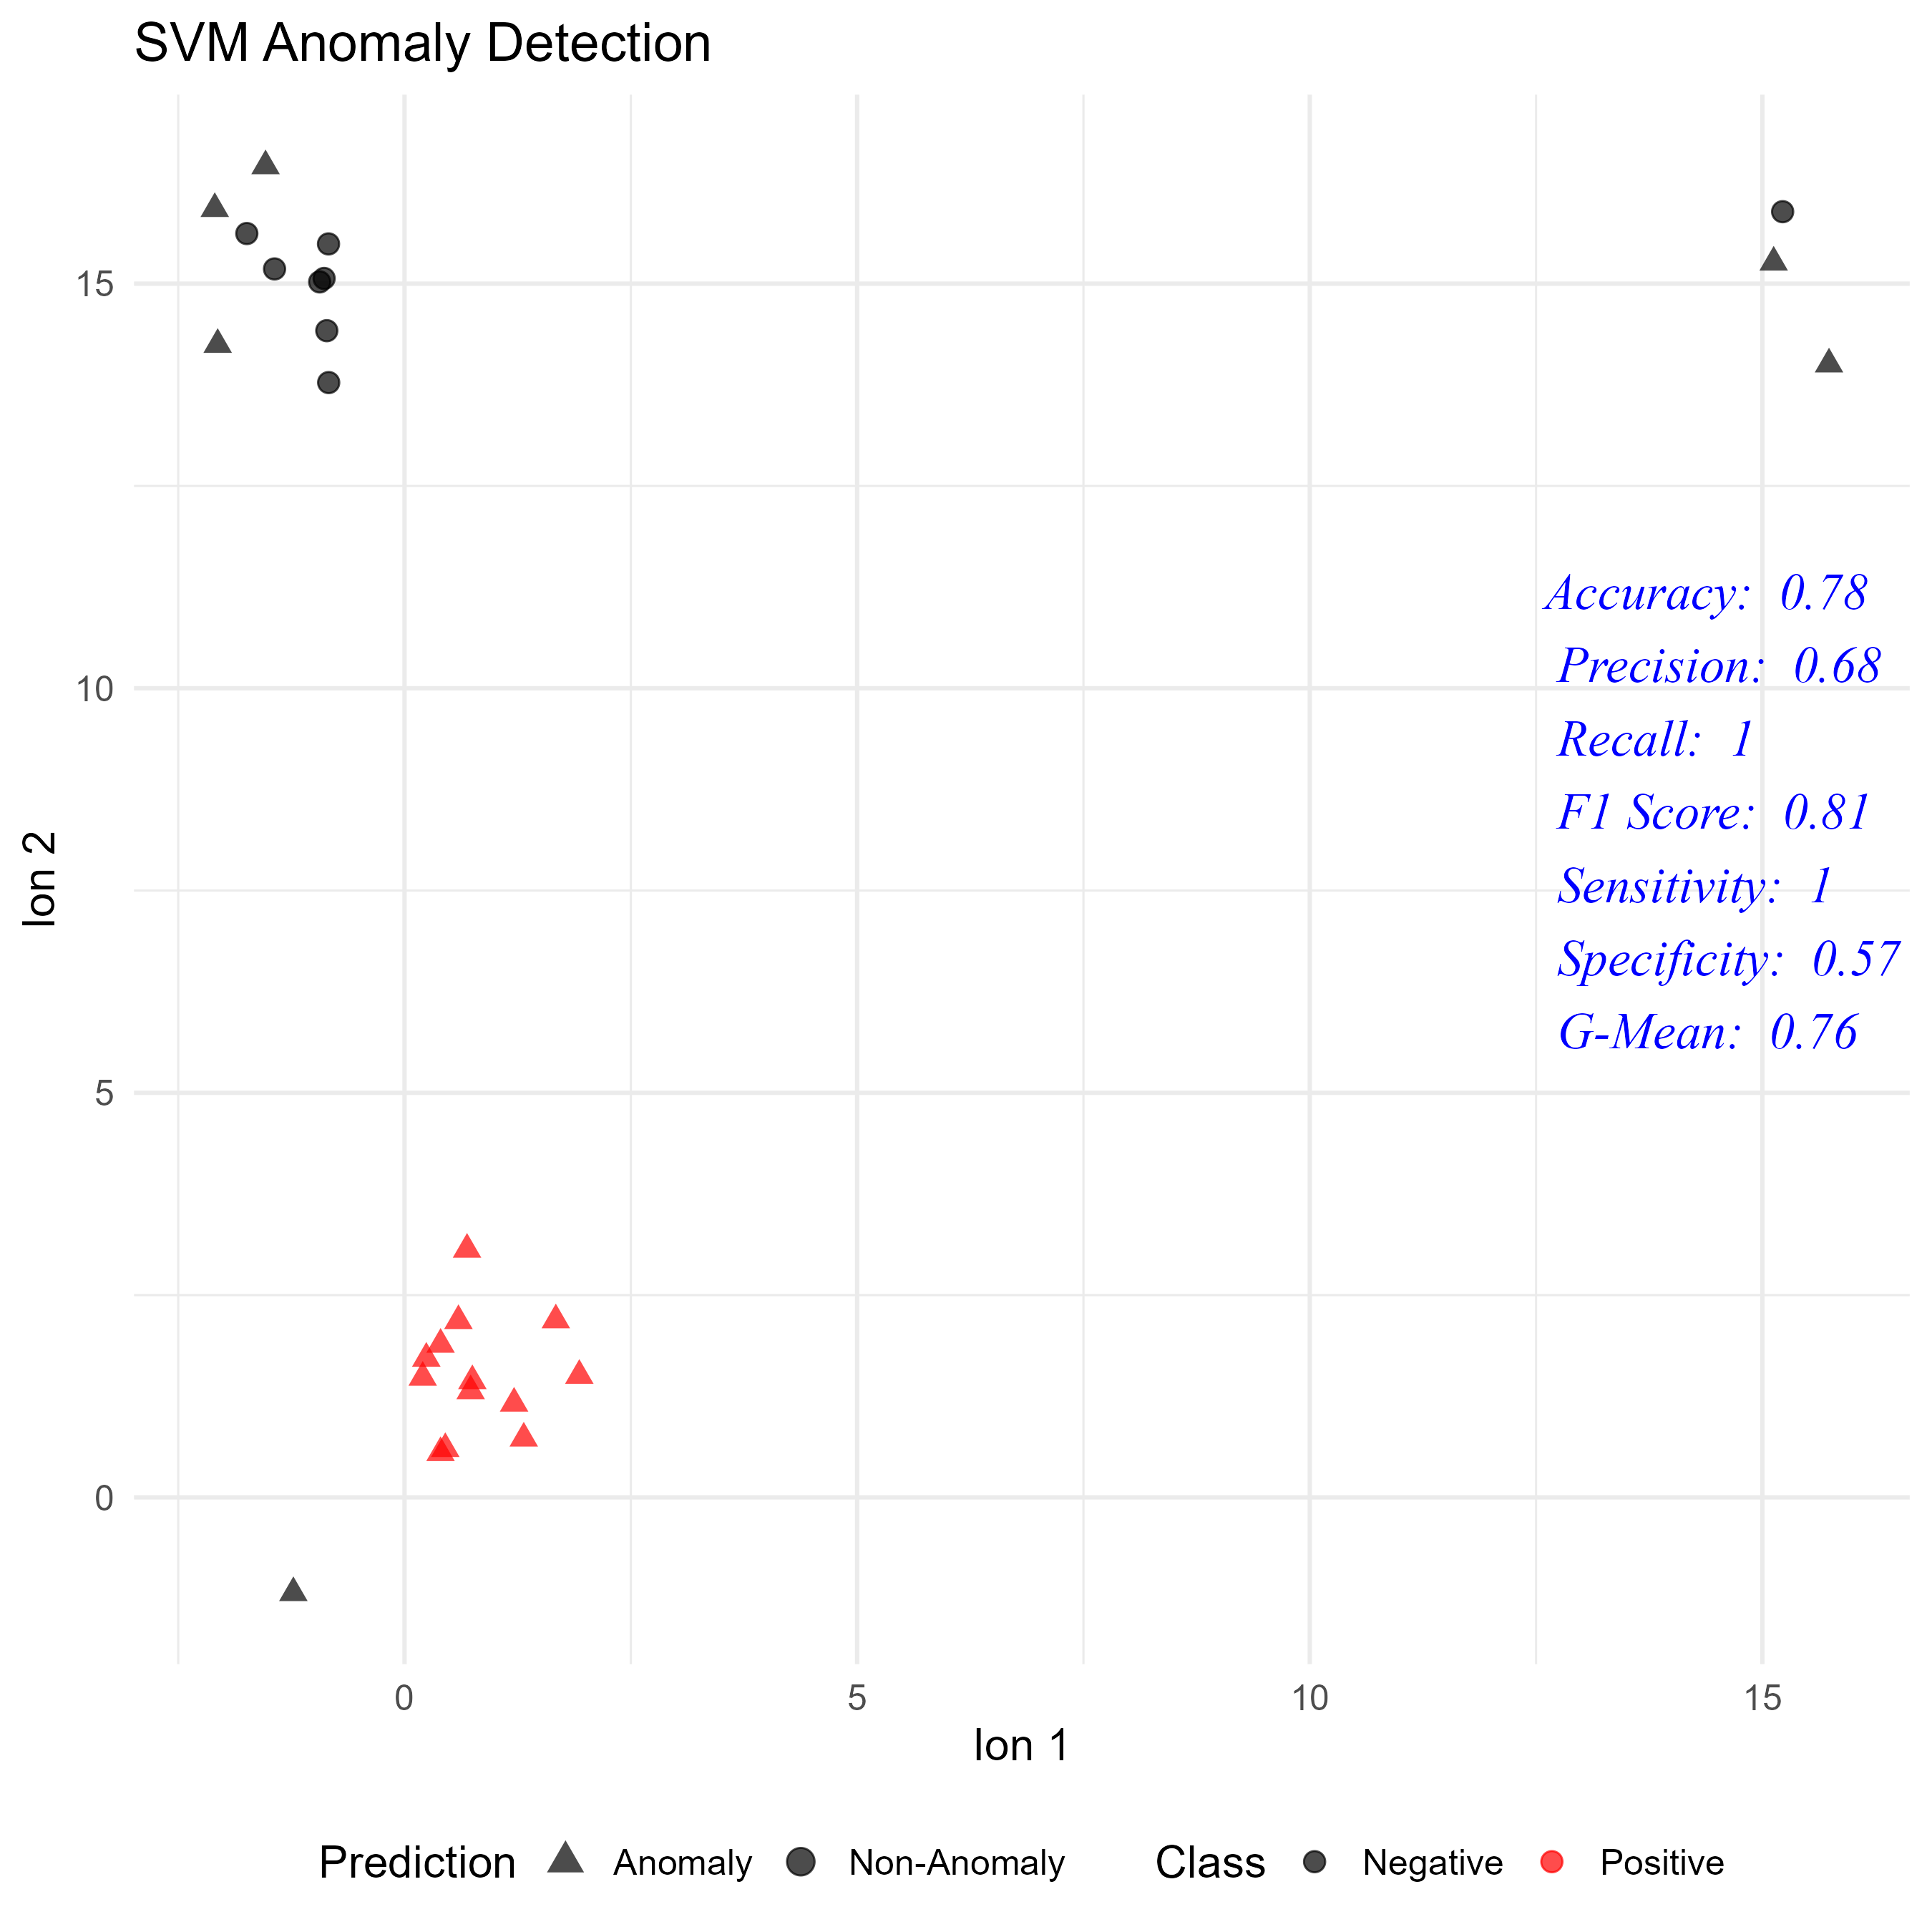 SVM Anomaly Detection
15
10
5
0
Ion 2
Accuracy: 0.78
Precision: 0.68
Recall: 1
F1 Score: 0.81
Sensitivity: 1
Specificity: 0.57
G-Mean: 0.76
0 5 10 15
Ion 1
Prediction Anomaly Non-Anomaly Class Negative Positive